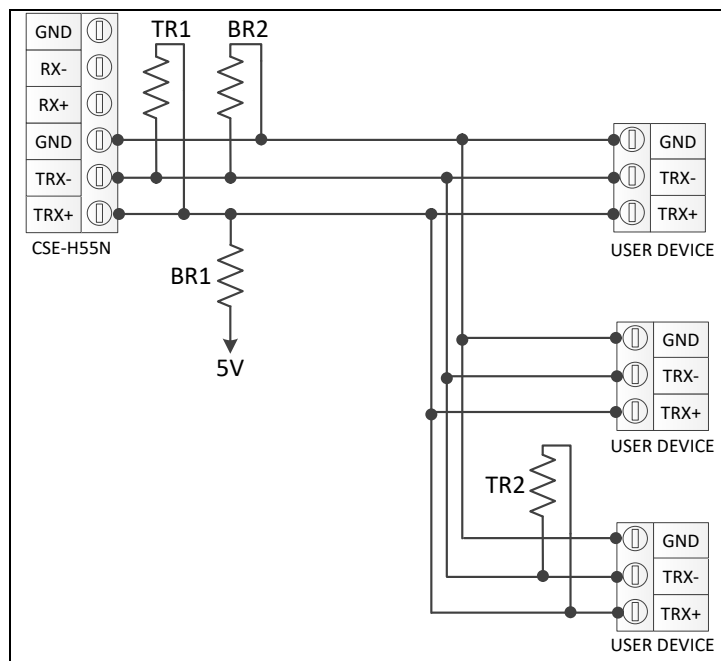 GND
RX-
RX+
GND
TRX-
TRX+
CSE-H55N
TR1
BR2
BR1
5V
GND
TRX-
TRX+
USER DEVICE
GND
TRX-
TRX+
USER DEVICE
TR2
GND
TRX-
TRX+
USER DEVICE